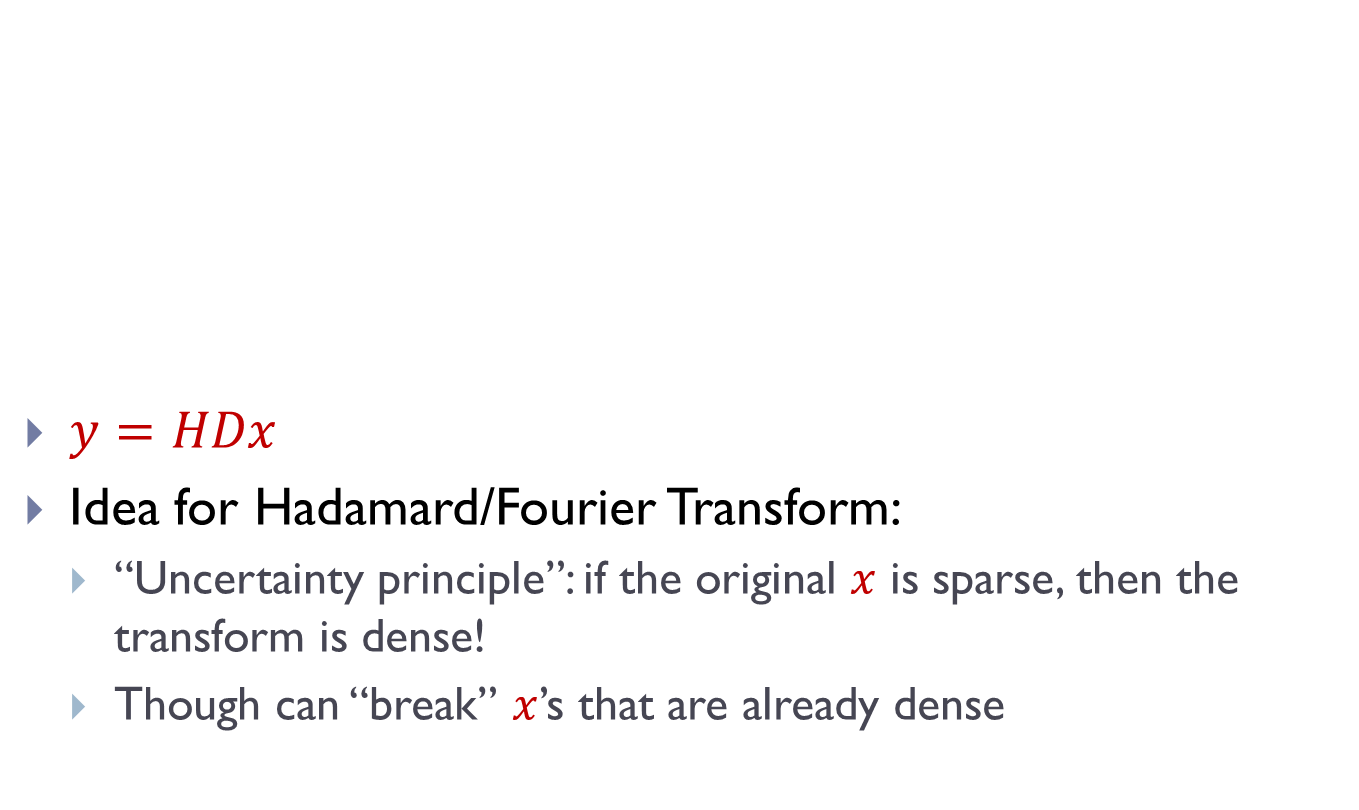 y = HDx
Idea for Hadamard/Fourier Transform:
“Uncertainty principle”: if the original x is sparse, then the
transform is dense!
Though can “break” x’s that are already dense